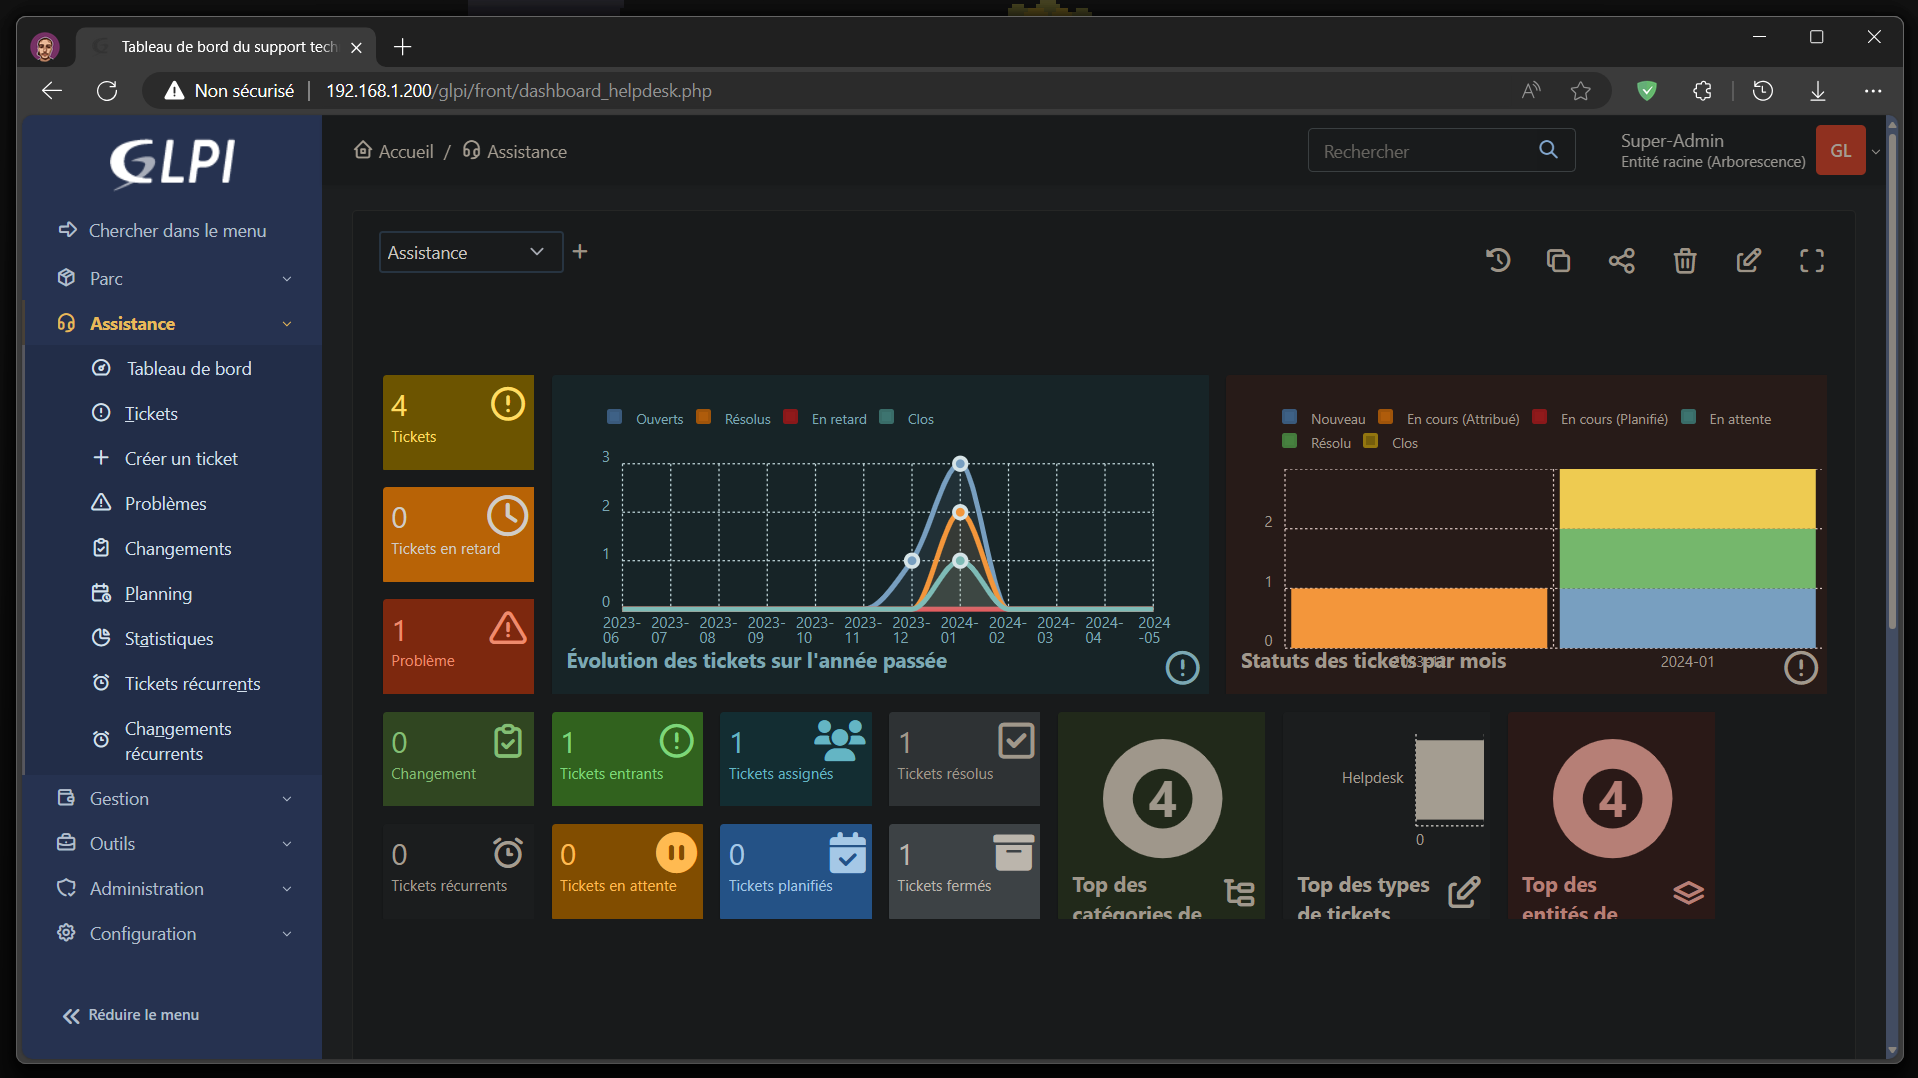 Tableau de bord du support tech
Non sécurisé
192.168.1.200/glpi/front/dashboard_helpdesk.php
GLPI
Chercher dans le menu
Parc
Assistance
Tableau de bord
Tickets
Créer un ticket
Problèmes
Changements
Planning
Statistiques
Tickets récurrents
Changements
récurrents
Gestion
Outils
Administration
Configuration
Réduire le menu
Accueil / Assistance
Rechercher
Super-Admin
Entité racine (Arborescence)
GL
Assistance
4
Tickets
0
Tickets en retard
1
Problème
Ouverts Résolus En retard Clos
3
2
1
0
2023-06 2023-07 2023-08 2023-09 2023-10 2023-11 2023-12 2024-01 2024-02 2024-03 2024-04 2024-05
Évolution des tickets sur l'année passée
Nouveau En cours (Attribué) En cours (Planifié) En attente
Résolu Clos
2
1
0
2023-12 2024-01
Statuts des tickets par mois
0
Changement
1
Tickets entrants
1
Tickets assignés
1
Tickets résolus
0
Tickets récurrents
0
Tickets en attente
0
Tickets planifiés
1
Tickets fermés
4
Top des
catégories de
Helpdesk
0
Top des types
de tickets
4
Top des
entités de